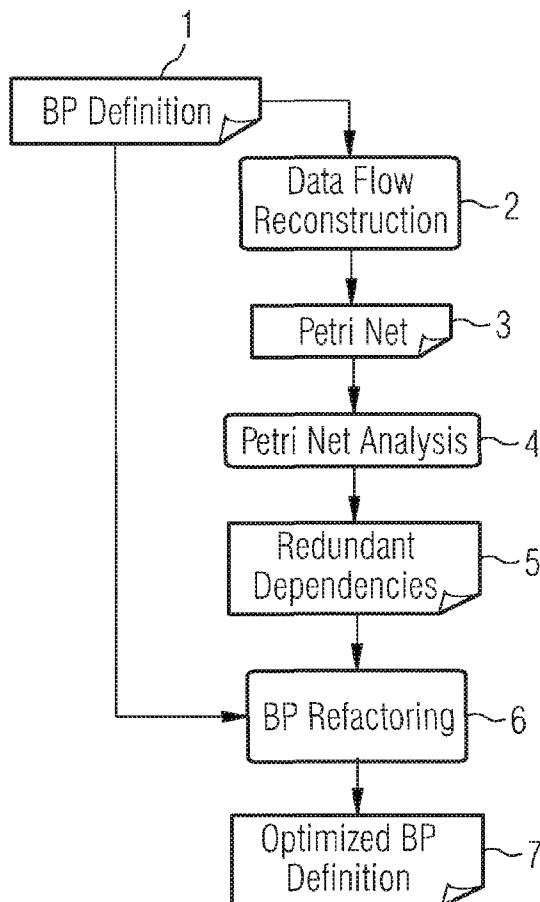 1
BP Definition
Data Flow
Reconstruction
2
Petri Net
3
Petri Net Analysis
4
Redundant
Dependencies
5
BP Refactoring
6
Optimized BP
Definition
7